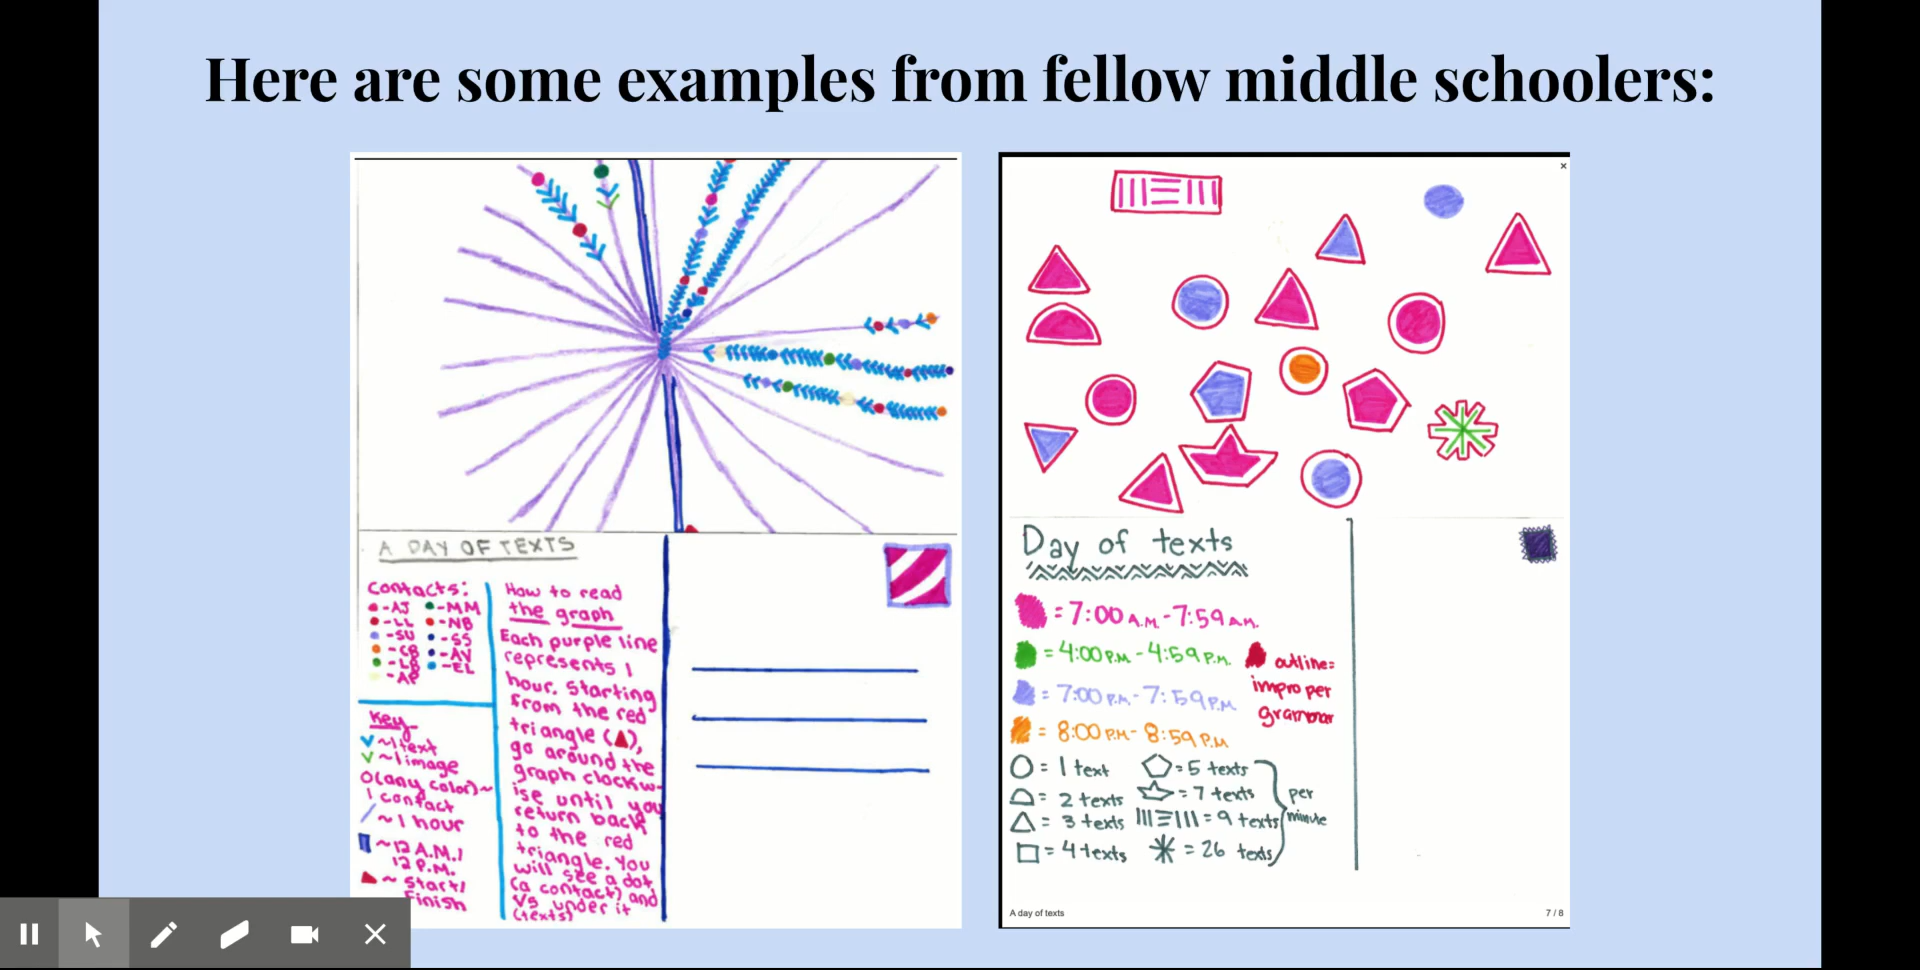 Here are some examples from fellow middle schoolers:
A DAY OF TEXTS
Contacts:
-AJ -MM
-LL -NB
-SU -SS
-CB -AV
-LB -EL
-AP
Key
~1 text
~1 image
O(any color)~
1 contact
~1 hour
~12 A.M./
12 P.M.
~ Start/
Finish
How to read
the graph
Each purple line
represents 1
hour. Starting
from the red
triangle (▲),
go around the
graph clockw-
ise until you
return back
to the red
triangle. You
will see a dot
(a contact) and
Vs under it
(texts)
×
Day of texts
= 7:00 A.M. - 7:59 A.M.
= 4:00 P.M - 4:59 P.M.
= 7:00 P.M - 7:59 P.M
= 8:00 P.M - 8:59 P.M
outline=
improper
grammar
= 1 text = 5 texts
= 2 texts = 7 texts
= 3 texts = 9 texts
= 4 texts = 26 texts
per
minute
A day of texts
7 / 8